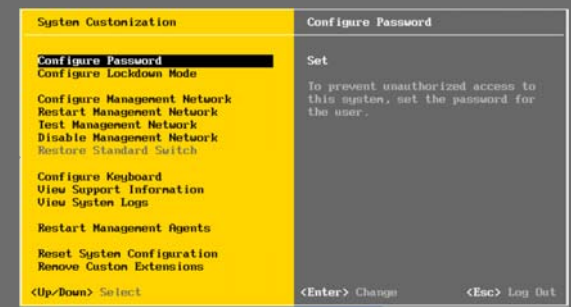 System Customization
Configure Password
Configure Lockdown Mode
Configure Management Network
Restart Management Network
Test Management Network
Disable Management Network
Restore Standard Switch
Configure Keyboard
View Support Information
View System Logs
Restart Management Agents
Reset System Configuration
Remove Custom Extensions
<Up/Down> Select
Configure Password
Set
To prevent unauthorized access to
this system, set the password for
the user.
<Enter> Change
<Esc> Log Out